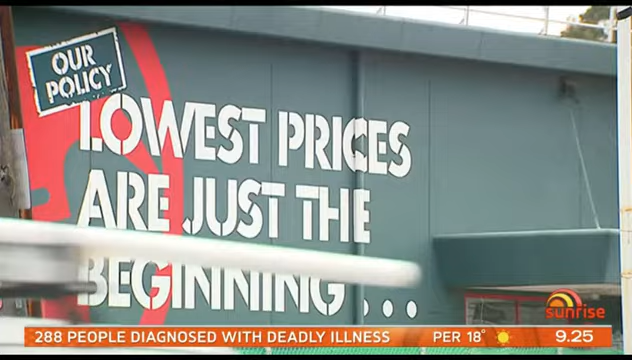 OUR
POLICY
LOWEST PRICES
ARE JUST THE
BEGINNING...
sunrise
288 PEOPLE DIAGNOSED WITH DEADLY ILLNESS PER 18° 9.25